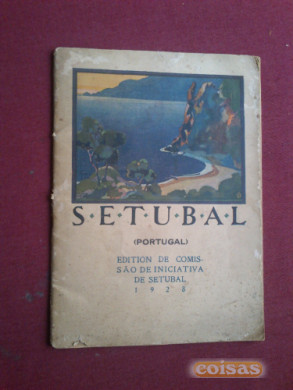 S·E·T·U·B·A·L
(PORTUGAL)
EDITION DE COMIS-
SÃO DE INICIATIVA
DE SETUBAL
coisas